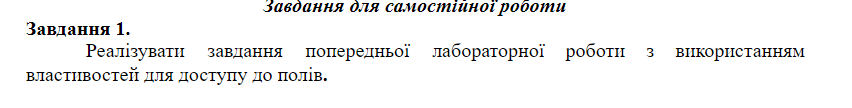 Завдання для самостійної роботи
Завдання 1.
Реалізувати завдання попередньої лабораторної роботи з використанням
властивостей для доступу до полів.